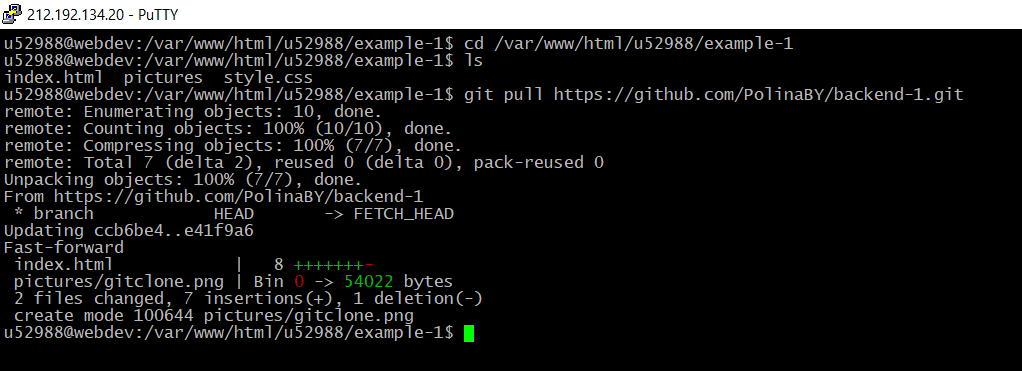 212.192.134.20 - PuTTY
u52988@webdev:/var/www/html/u52988/example-1$ cd /var/www/html/u52988/example-1
u52988@webdev:/var/www/html/u52988/example-1$ ls
index.html  pictures  style.css
u52988@webdev:/var/www/html/u52988/example-1$ git pull https://github.com/PolinaBY/backend-1.git
remote: Enumerating objects: 10, done.
remote: Counting objects: 100% (10/10), done.
remote: Compressing objects: 100% (7/7), done.
remote: Total 7 (delta 2), reused 0 (delta 0), pack-reused 0
Unpacking objects: 100% (7/7), done.
From https://github.com/PolinaBY/backend-1
 * branch            HEAD       -> FETCH_HEAD
Updating ccb6be4..e41f9a6
Fast-forward
 index.html            |   8 +++++++-
 pictures/gitclone.png | Bin 0 -> 54022 bytes
 2 files changed, 7 insertions(+), 1 deletion(-)
 create mode 100644 pictures/gitclone.png
u52988@webdev:/var/www/html/u52988/example-1$